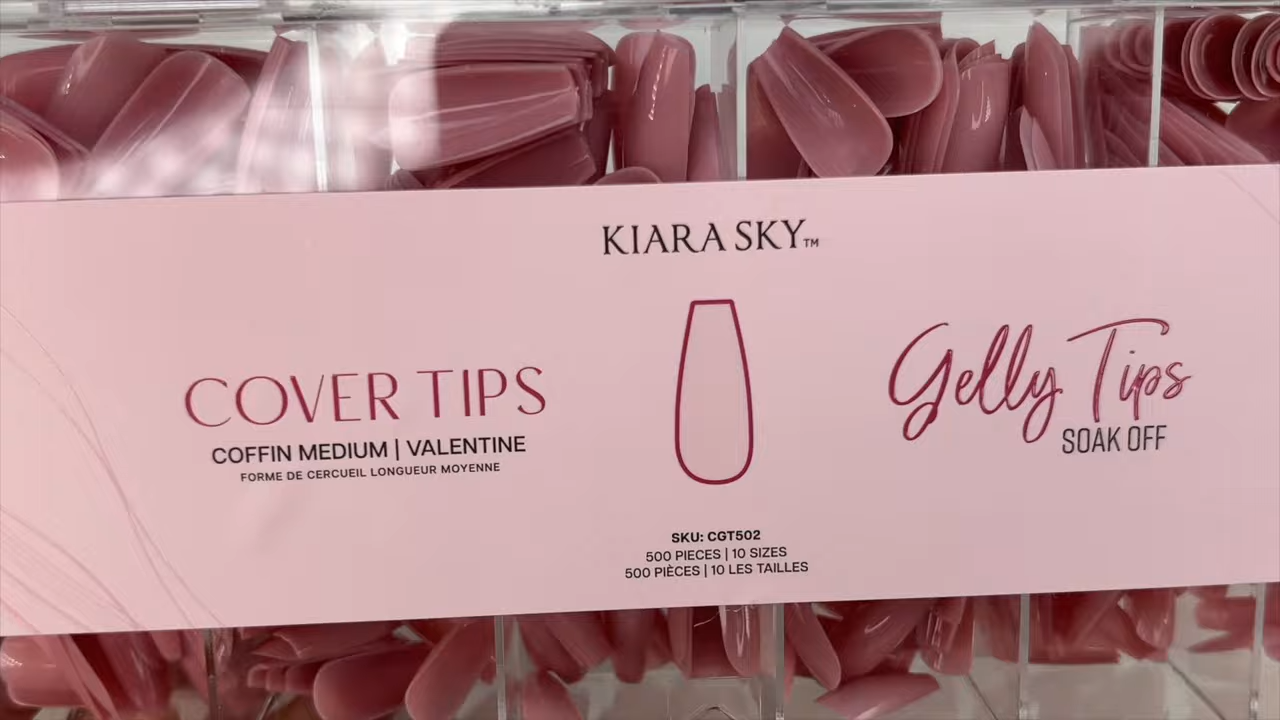 KIARA SKY™
COVER TIPS
COFFIN MEDIUM | VALENTINE
FORME DE CERCUEIL LONGUEUR MOYENNE
Gelly Tips
SOAK OFF
SKU: CGT502
500 PIECES | 10 SIZES
500 PIÈCES | 10 LES TAILLES